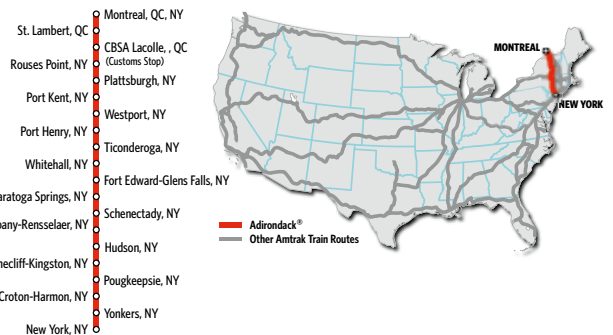 Montreal, QC, NY
St. Lambert, QC
CBSA Lacolle, , QC
(Customs Stop)
Rouses Point, NY
Plattsburgh, NY
Port Kent, NY
Westport, NY
Port Henry, NY
Ticonderoga, NY
Whitehall, NY
Fort Edward-Glens Falls, NY
aratoga Springs, NY
Schenectady, NY
any-Rensselaer, NY
Hudson, NY
necliff-Kingston, NY
Pougkeepsie, NY
Croton-Harmon, NY
Yonkers, NY
New York, NY
MONTREAL
NEW YORK
Adirondack®
Other Amtrak Train Routes